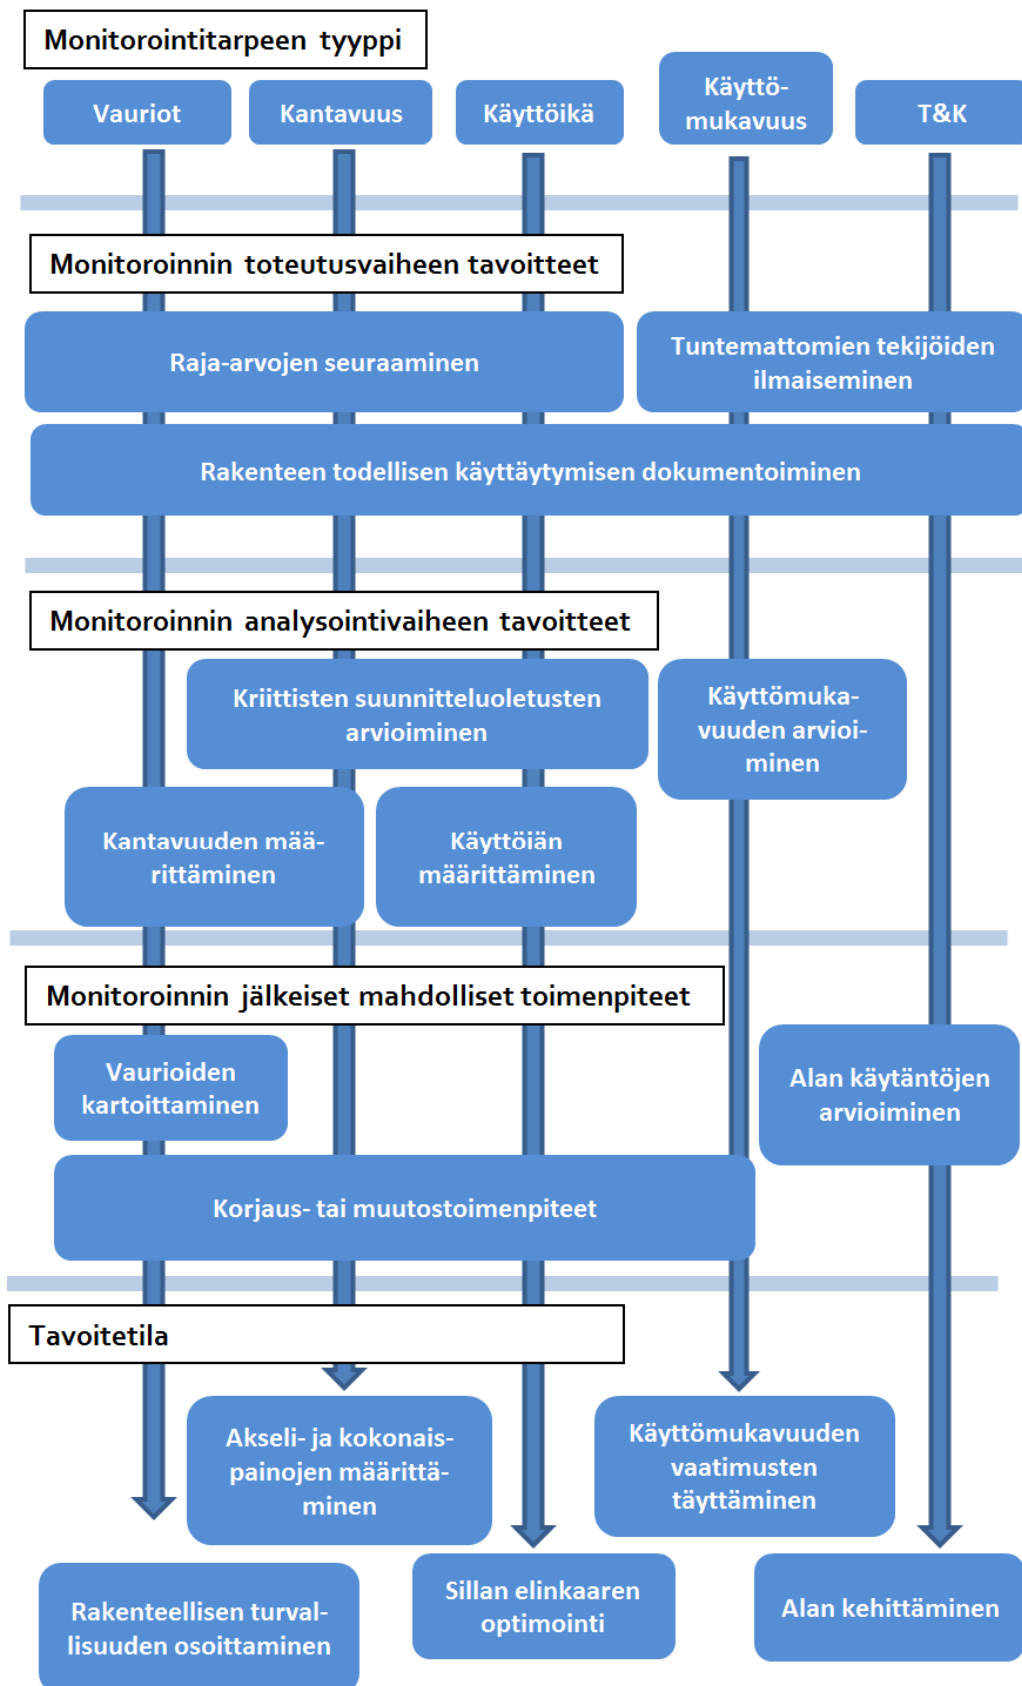 Monitorointitarpeen tyyppi
Vauriot
Kantavuus
Käyttöikä
Käyttö-
mukavuus
T&K
Monitoroinnin toteutusvaiheen tavoitteet
Raja-arvojen seuraaminen
Tuntemattomien tekijöiden
ilmaiseminen
Rakenteen todellisen käyttäytymisen dokumentoiminen
Monitoroinnin analysointivaiheen tavoitteet
Kriittisten suunnitteluoletusten
arvioiminen
Käyttömuka-
vuuden arvioi-
minen
Kantavuuden mää-
rittäminen
Käyttöiän
määrittäminen
Monitoroinnin jälkeiset mahdolliset toimenpiteet
Vaurioiden
kartoittaminen
Alan käytäntöjen
arvioiminen
Korjaus- tai muutostoimenpiteet
Tavoitetila
Akseli- ja kokonais-
painojen määrittä-
minen
Käyttömukavuuden
vaatimusten
täyttäminen
Rakenteellisen turval-
lisuuden osoittaminen
Sillan elinkaaren
optimointi
Alan kehittäminen